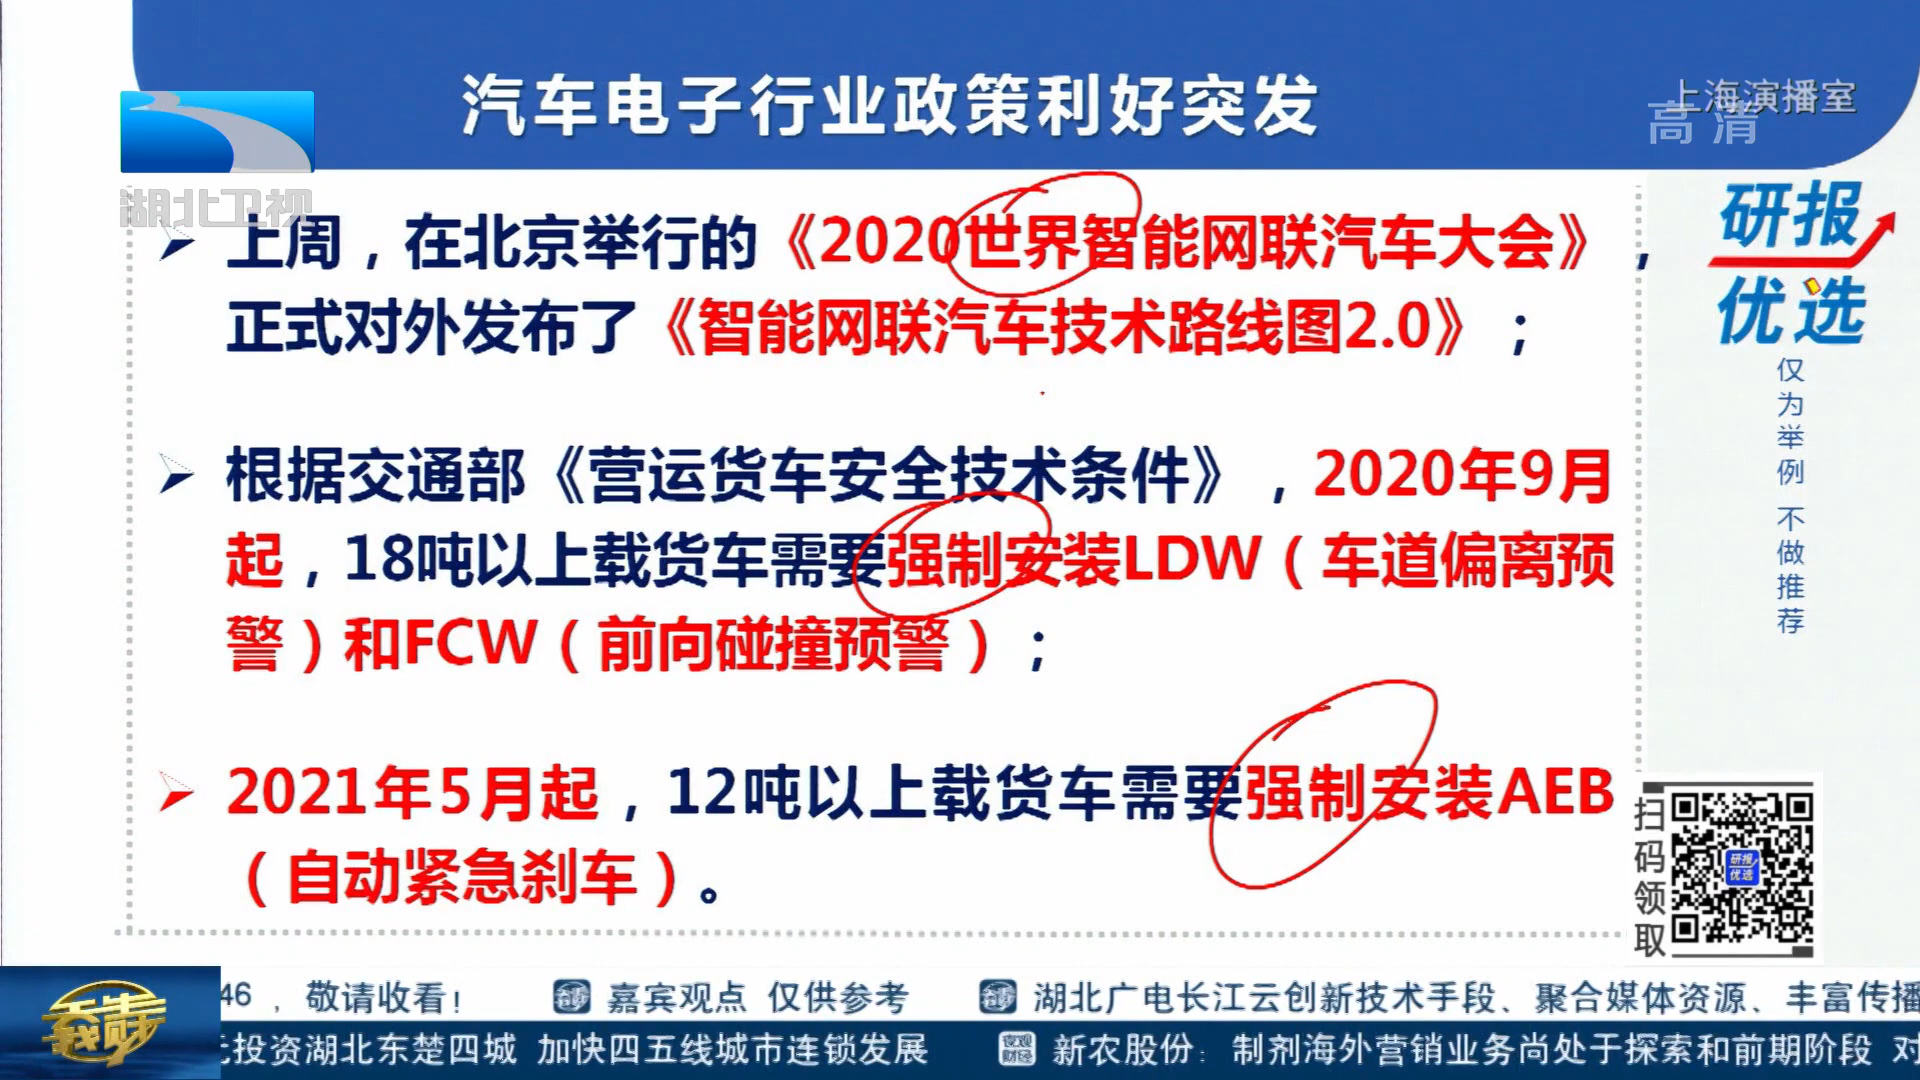 汽车电子行业政策利好突发
上海演播室
高清
湖北卫视
研报
优选
仅为举例 不做推荐
上周，在北京举行的《2020世界智能网联汽车大会》，
正式对外发布了《智能网联汽车技术路线图2.0》；
根据交通部《营运货车安全技术条件》，2020年9月
起，18吨以上载货车需要强制安装LDW（车道偏离预
警）和FCW（前向碰撞预警）；
2021年5月起，12吨以上载货车需要强制安装AEB
（自动紧急刹车）。
扫码领取
研报
优选
46，敬请收看！ 嘉宾观点 仅供参考 湖北广电长江云创新技术手段、聚合媒体资源、丰富传播
投资湖北东楚四城 加快四五线城市连锁发展 新农股份：制剂海外营销业务尚处于探索和前期阶段 对